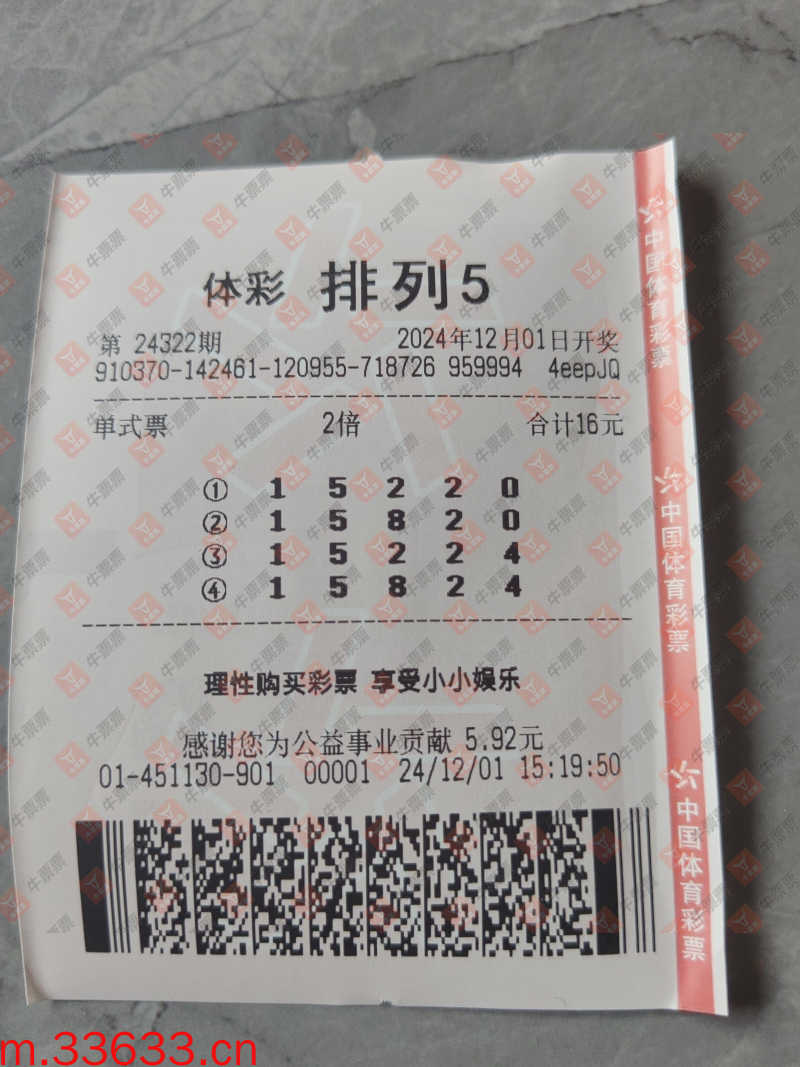 体彩 排列5
第 24322期 2024年12月01日开奖
910370-142461-120955-718726 959994 4eepJQ
单式票 2倍 合计16元
① 1 5 2 2 0
② 1 5 8 2 0
③ 1 5 2 2 4
④ 1 5 8 2 4
理性购买彩票 享受小小娱乐
感谢您为公益事业贡献 5.92元
01-451130-901 00001 24/12/01 15:19:50
中国体育彩票
中国体育彩票
中国体育彩票
牛票票
m.33633.cn